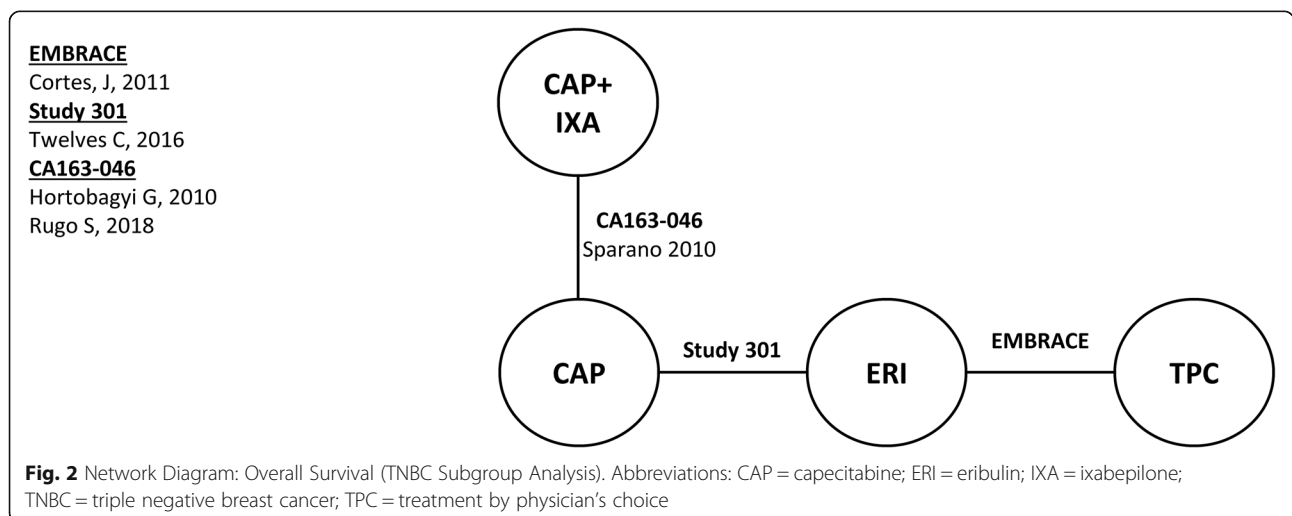 EMBRACE
Cortes, J, 2011
Study 301
Twelves C, 2016
CA163-046
Hortobagyi G, 2010
Rugo S, 2018
CAP+
IXA
CA163-046
Sparano 2010
CAP
Study 301
ERI
EMBRACE
TPC
Fig. 2 Network Diagram: Overall Survival (TNBC Subgroup Analysis). Abbreviations: CAP = capecitabine; ERI = eribulin; IXA = ixabepilone;
TNBC = triple negative breast cancer; TPC = treatment by physician's choice